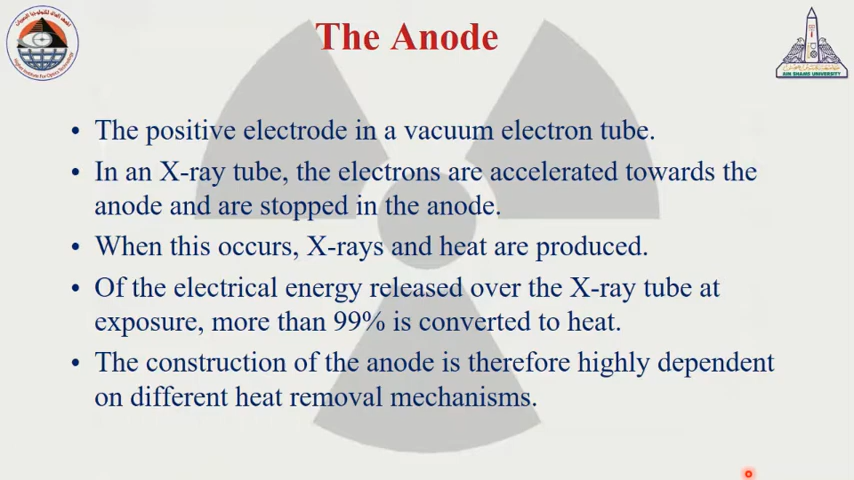 The Anode
AIN SHAMS UNIVERSITY
• The positive electrode in a vacuum electron tube.
• In an X-ray tube, the electrons are accelerated towards the
anode and are stopped in the anode.
• When this occurs, X-rays and heat are produced.
• Of the electrical energy released over the X-ray tube at
exposure, more than 99% is converted to heat.
• The construction of the anode is therefore highly dependent
on different heat removal mechanisms.